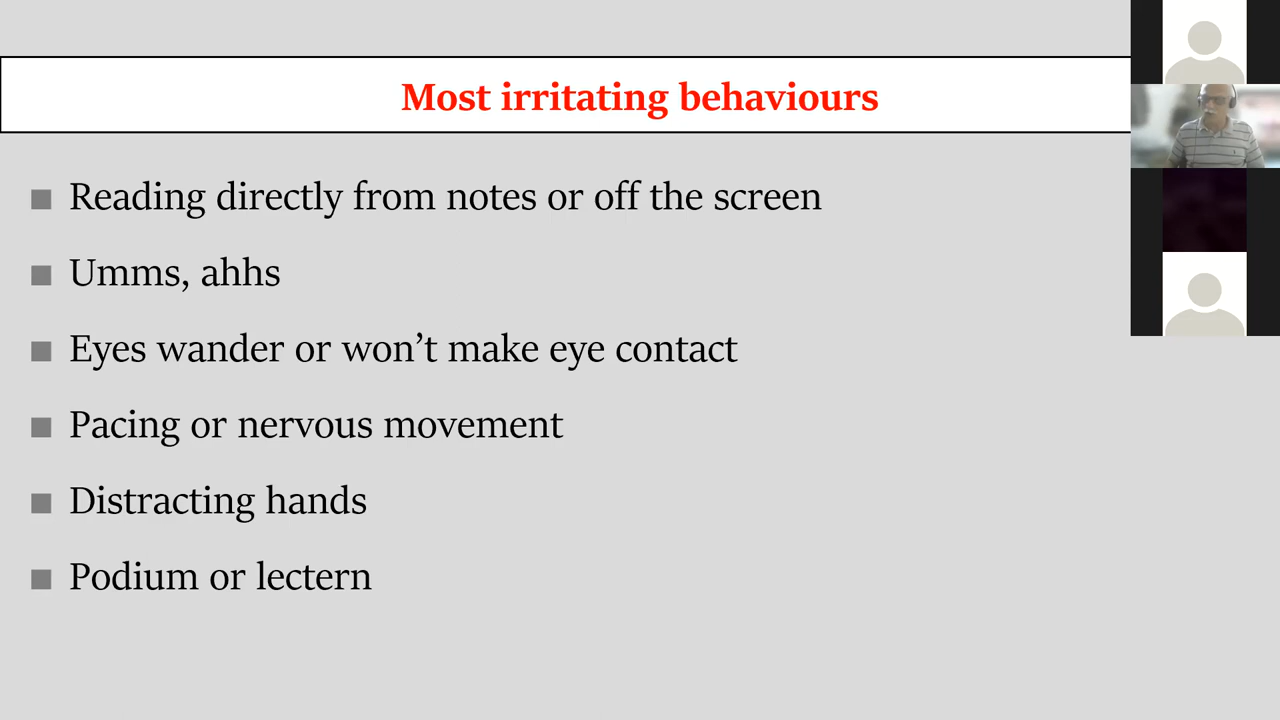 Most irritating behaviours
Reading directly from notes or off the screen
Umms, ahhs
Eyes wander or won’t make eye contact
Pacing or nervous movement
Distracting hands
Podium or lectern